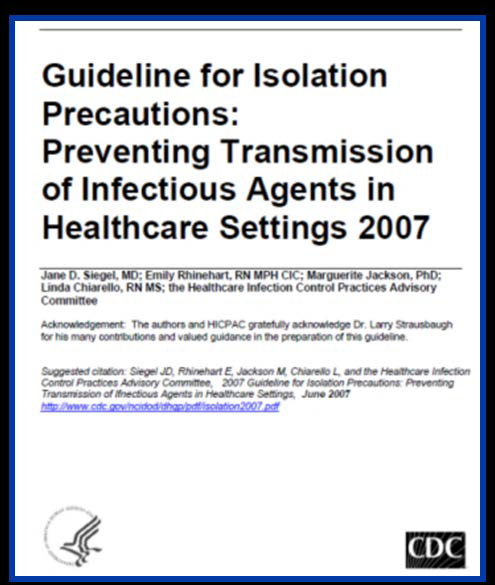 Guideline for Isolation
Precautions:
Preventing Transmission
of Infectious Agents in
Healthcare Settings 2007
Jane D. Siegel, MD; Emily Rhinehart, RN MPH CIC; Marguerite Jackson, PhD;
Linda Chiarello, RN MS; the Healthcare Infection Control Practices Advisory
Committee
Acknowledgement: The authors and HICPAC gratefully acknowledge Dr. Larry Strausbaugh
for his many contributions and valued guidance in the preparation of this guideline.
Suggested citation: Siegel JD, Rhinehart E, Jackson M, Chiarello L, and the Healthcare Infection
Control Practices Advisory Committee, 2007 Guideline for Isolation Precautions: Preventing
Transmission of Ifnectious Agents in Healthcare Settings, June 2007
http://www.cdc.gov/ncidod/dhqp/pdf/isolation2007.pdf
CDC